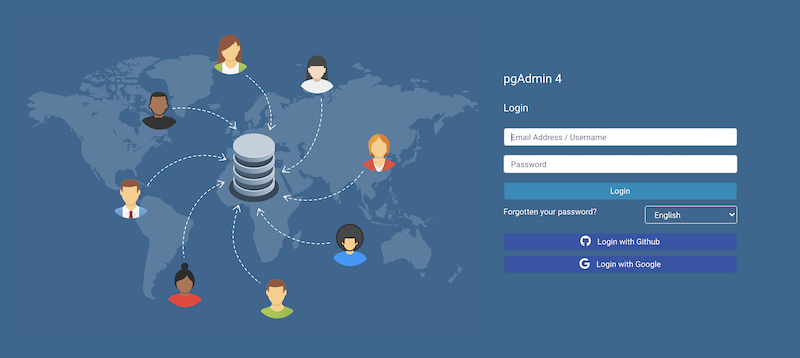 pgAdmin 4
Login
Email Address / Username
Password
Login
Forgotten your password?
English
Login with Github
Login with Google